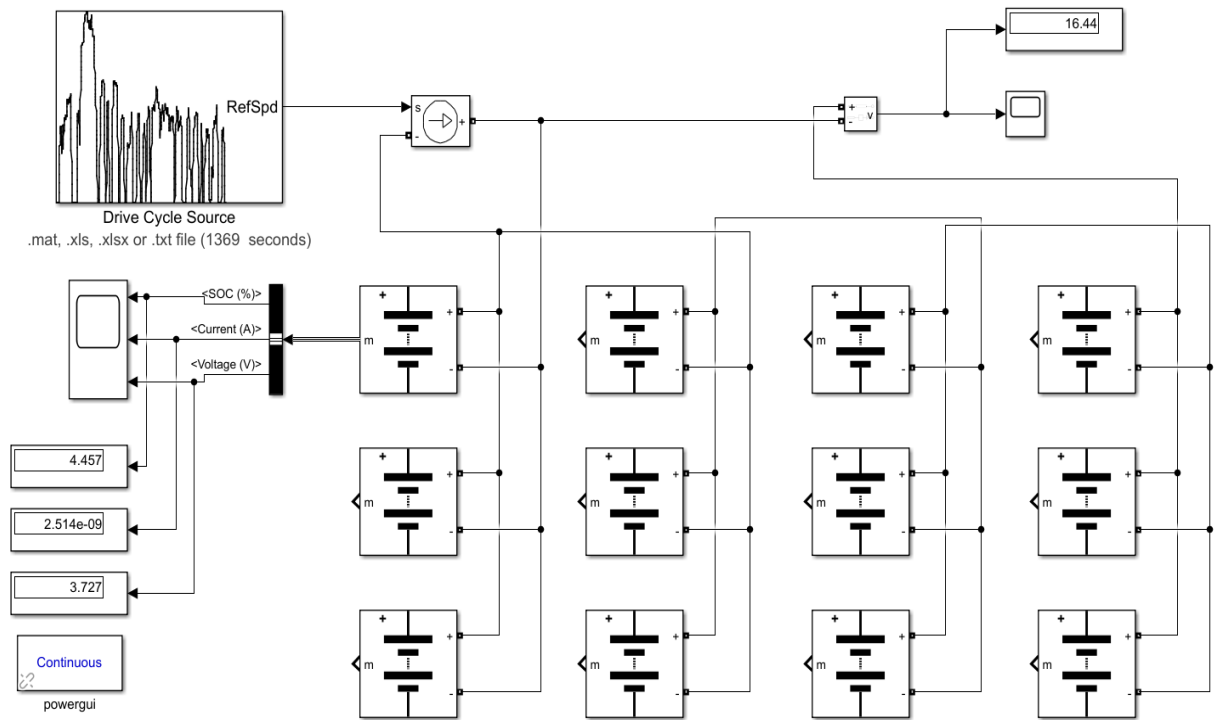 16.44
RefSpd
s
+
-
+
-
v
Drive Cycle Source
.mat, .xls, .xlsx or .txt file (1369 seconds)
<SOC (%)>
<Current (A)>
<Voltage (V)>
+ + + +
+ + + +
m m m m
- - - -
4.457
2.514e-09
3.727
+ + + +
+ + + +
m m m m
- - - -
+ + + +
+ + + +
m m m m
- - - -
Continuous
powergui